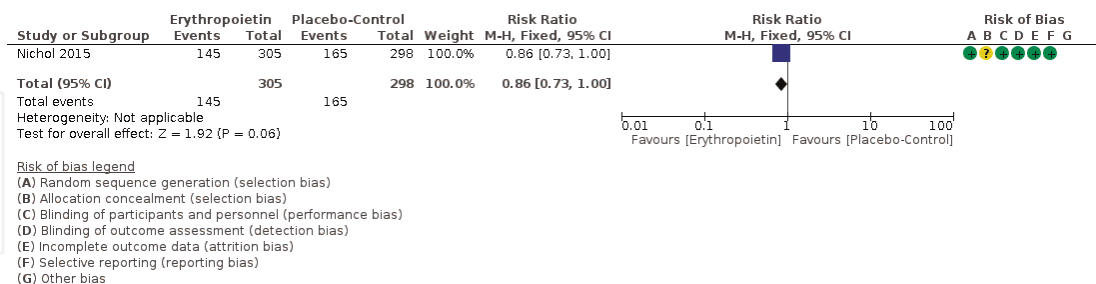 Erythropoietin Placebo-Control Risk Ratio Risk Ratio Risk of Bias
Study or Subgroup Events Total Events Total Weight M-H, Fixed, 95% CI M-H, Fixed, 95% CI A B C D E F G
Nichol 2015 145 305 165 298 100.0% 0.86 [0.73, 1.00] + ? + + + +
Total (95% CI) 305 298 100.0% 0.86 [0.73, 1.00]
Total events 145 165
Heterogeneity: Not applicable
Test for overall effect: Z = 1.92 (P = 0.06)
0.01 0.1 1 10 100
Favours [Erythropoietin] Favours [Placebo-Control]
Risk of bias legend
(A) Random sequence generation (selection bias)
(B) Allocation concealment (selection bias)
(C) Blinding of participants and personnel (performance bias)
(D) Blinding of outcome assessment (detection bias)
(E) Incomplete outcome data (attrition bias)
(F) Selective reporting (reporting bias)
(G) Other bias